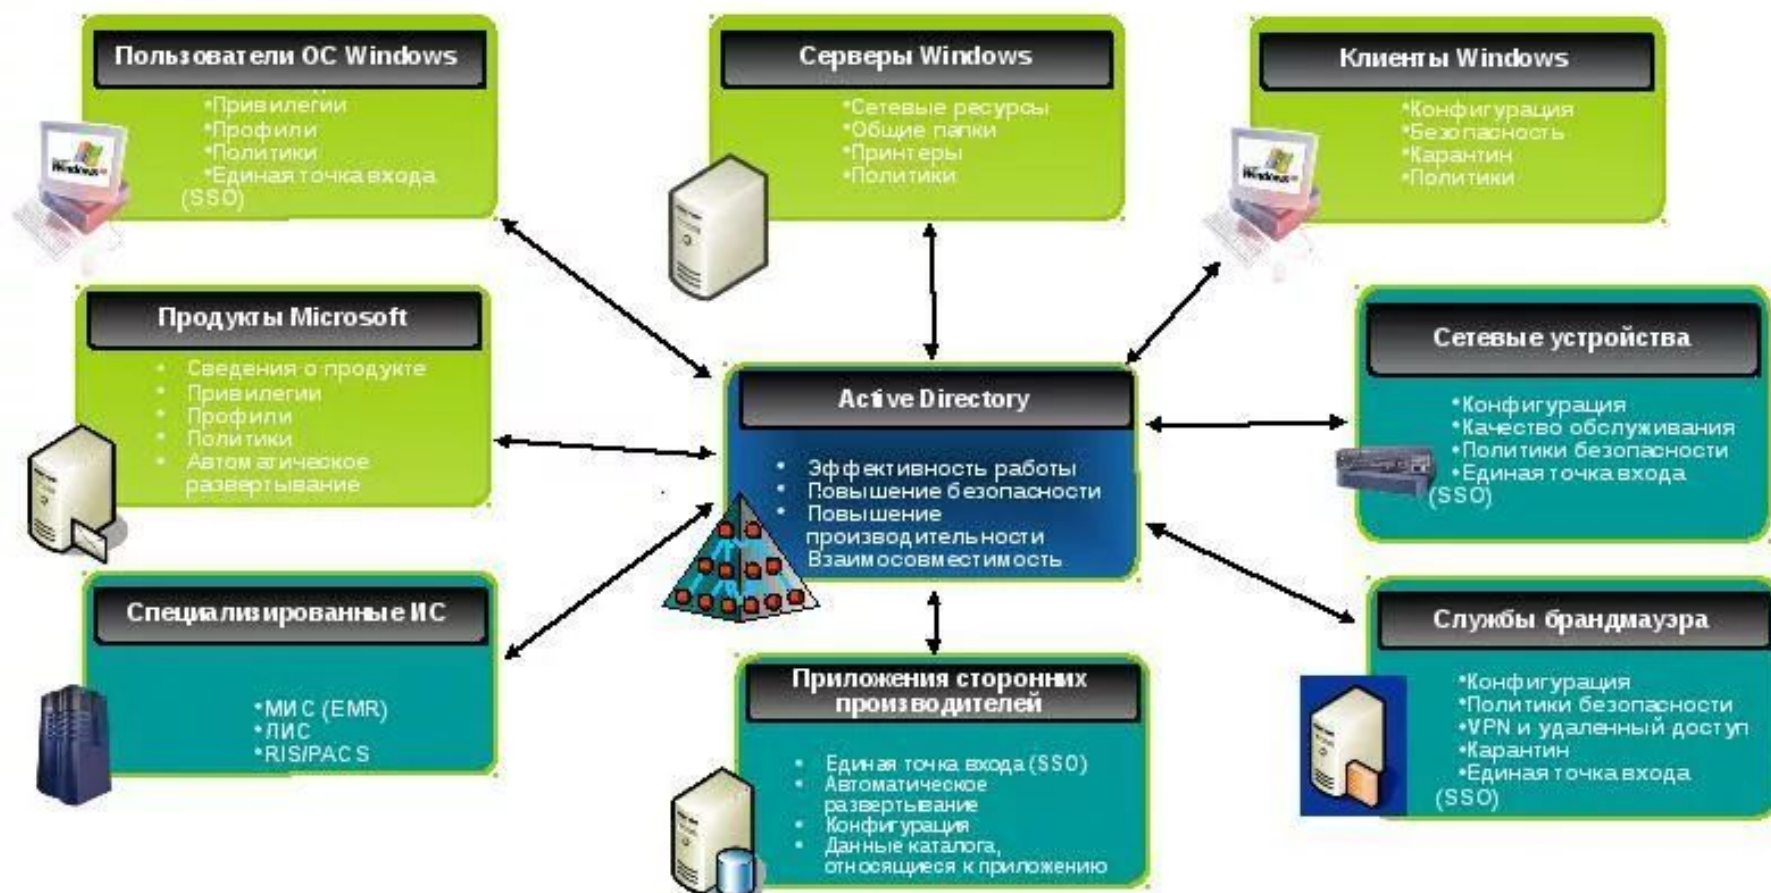 Пользователи ОС Windows
•Привилегии
•Профили
•Политики
•Единая точка входа
(SSO)
Серверы Windows
•Сетевые ресурсы
•Общие папки
•Принтеры
•Политики
Клиенты Windows
•Конфигурация
•Безопасность
•Карантин
•Политики
Windows
Windows
Продукты Microsoft
• Сведения о продукте
• Привилегии
• Профили
• Политики
• Автоматическое
развертывание
Active Directory
• Эффективность работы
• Повышение безопасности
• Повышение
производительности
Взаимосовместимость
Сетевые устройства
•Конфигурация
•Качество обслуживания
•Политики безопасности
•Единая точка входа
(SSO)
Специализированные ИС
•МИС (EMR)
•ЛИС
•RIS/PACS
Приложения сторонних
производителей
• Единая точка входа (SSO)
• Автоматическое
развертывание
• Конфигурация
• Данные каталога,
относящиеся к приложению
Службы брандмауэра
•Конфигурация
•Политики безопасности
•VPN и удаленный доступ
•Карантин
•Единая точка входа
(SSO)